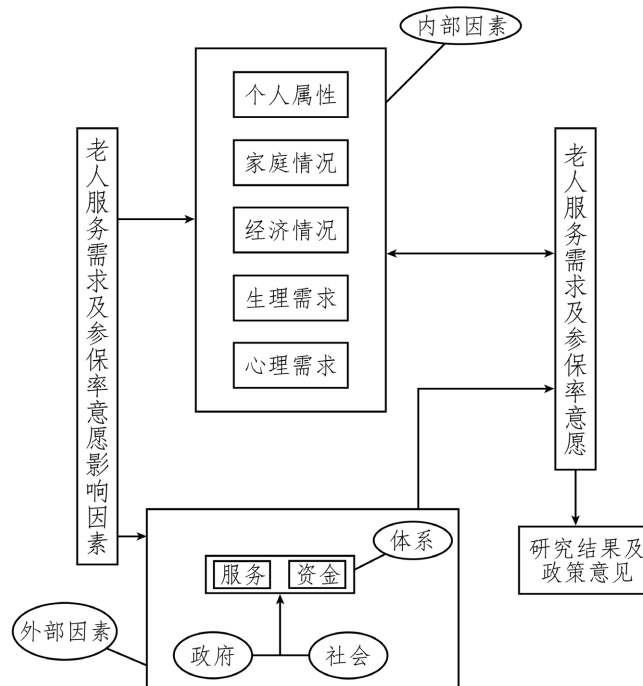 内部因素
个人属性
家庭情况
经济情况
生理需求
心理需求
老人服务需求及参保率意愿影响因素
老人服务需求及参保率意愿
体系
服务
资金
政府
社会
外部因素
研究结果及
政策意见